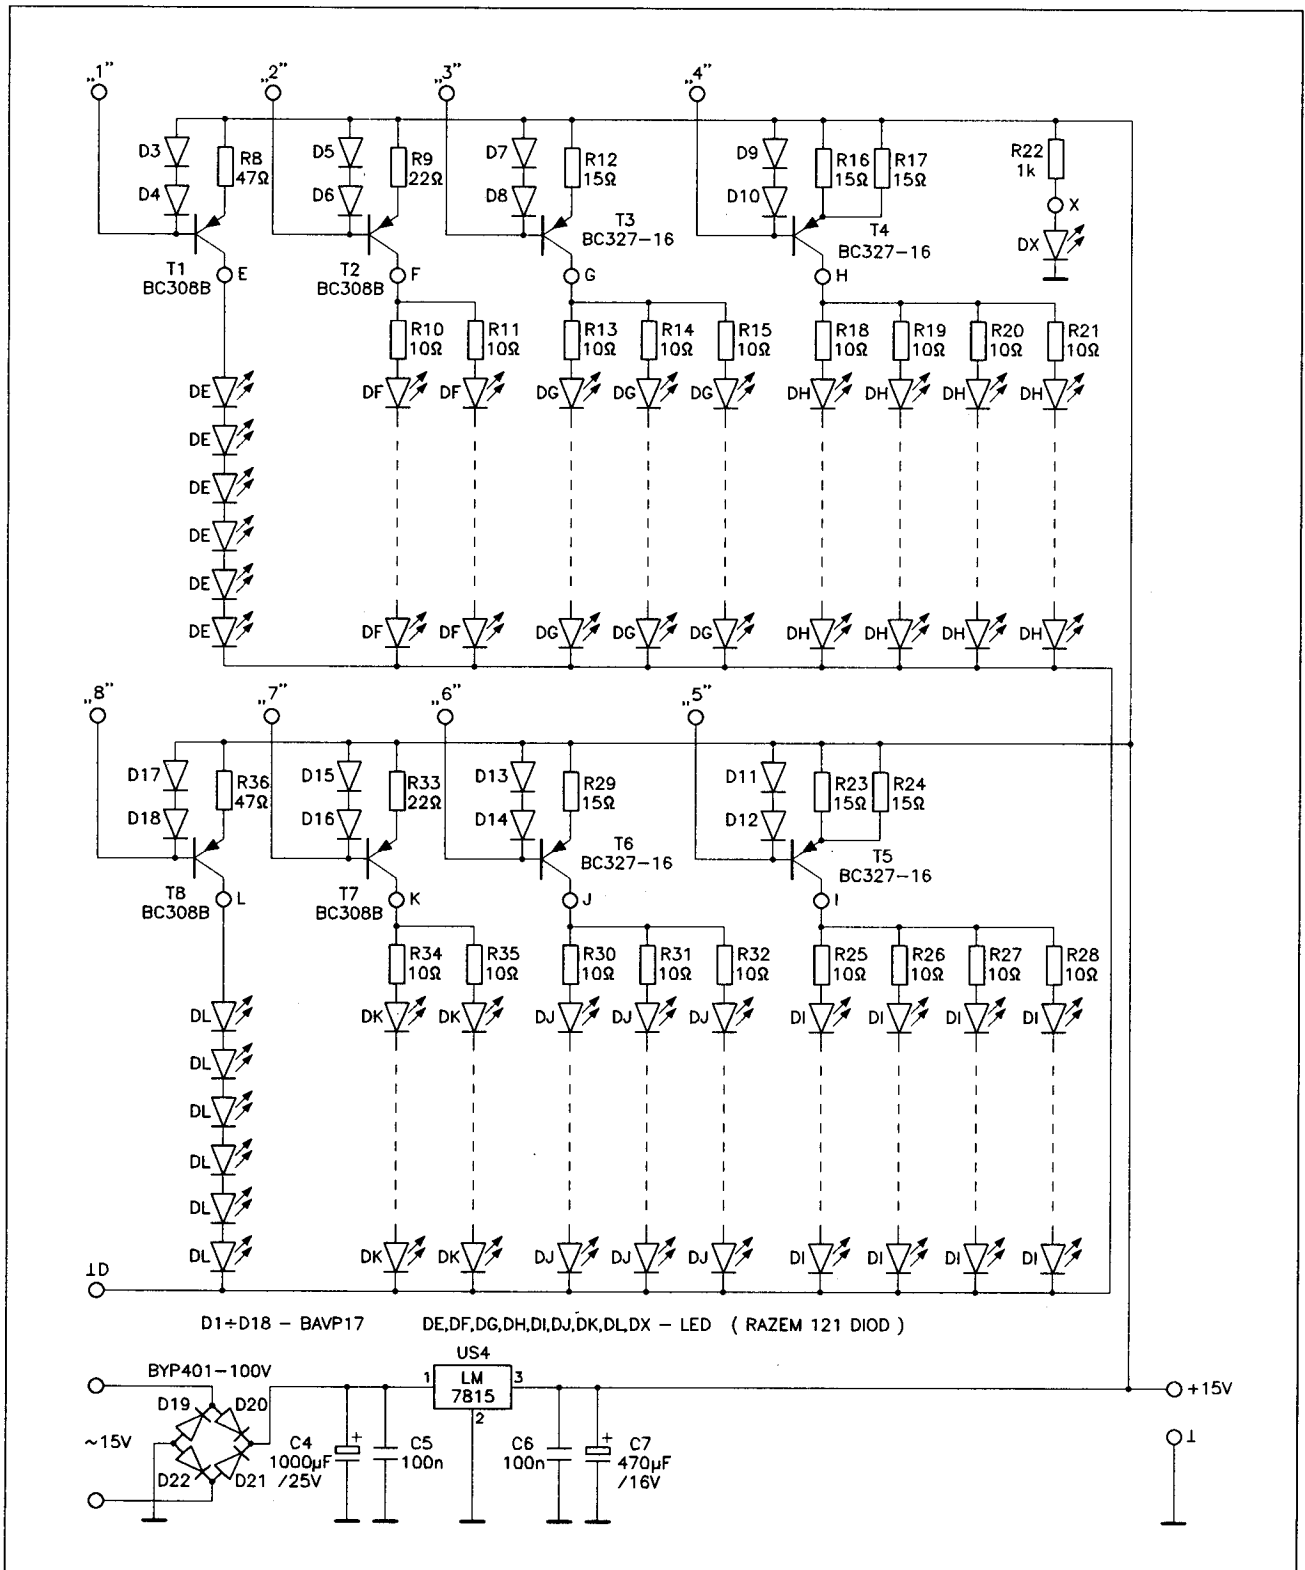 „1” „2” „3” „4”
D3 R8 47Ω D5 R9 22Ω D7 R12 15Ω D9 R16 15Ω R17 15Ω R22 1k
D4 D6 D8 D10 X
T3 BC327-16 T4 BC327-16 DX
T1 BC308B E T2 BC308B F G H
R10 10Ω R11 10Ω R13 10Ω R14 10Ω R15 10Ω R18 10Ω R19 10Ω R20 10Ω R21 10Ω
DE DF DF DG DG DG DH DH DH DH
DE
DE
DE
DE
DE DF DF DG DG DG DH DH DH DH
„8” „7” „6” „5”
D17 R36 47Ω D15 R33 22Ω D13 R29 15Ω D11 R23 15Ω R24 15Ω
D18 D16 D14 D12
T6 BC327-16 T5 BC327-16
T8 BC308B L T7 BC308B K J I
R34 10Ω R35 10Ω R30 10Ω R31 10Ω R32 10Ω R25 10Ω R26 10Ω R27 10Ω R28 10Ω
DL DK DK DJ DJ DJ DI DI DI DI
DL
DL
DL
DL
DL DK DK DJ DJ DJ DI DI DI DI
⊥D
D1÷D18 - BAVP17 DE,DF,DG,DH,DI,DJ,DK,DL,DX - LED ( RAZEM 121 DIOD )
US4
BYP401-100V 1 LM 7815 3
D19 D20 2 +15V
~15V C4 1000µF /25V + C5 100n C6 100n + C7 470µF /16V ⊥
D22 D21